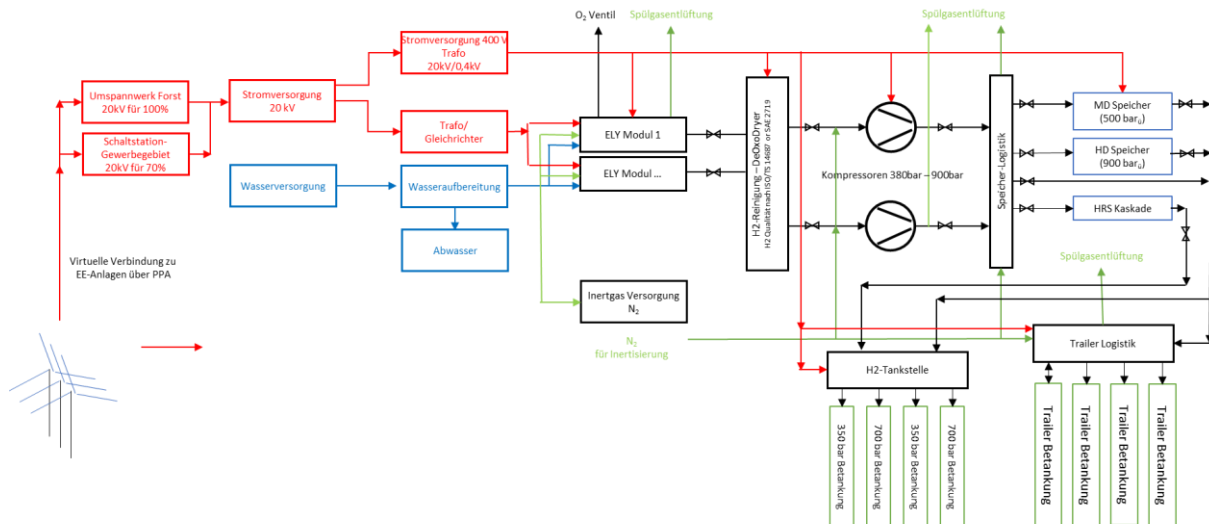 O₂ Ventil
Spülgasentlüftung
Spülgasentlüftung
Stromversorgung 400 V
Trafo
20kV/0,4kV
Umspannwerk Forst
20kV für 100%
Stromversorgung
20 kV
Schaltstation-
Gewerbegebiet
20kV für 70%
Trafo/
Gleichrichter
ELY Modul 1
ELY Modul ...
H2-Reinigung – DeOxoDryer
H2 Qualität nach ISO/TS 14687 or SAE 2719
Kompressoren 380bar – 900bar
Speicher-Logistik
MD Speicher
(500 barü)
HD Speicher
(900 barü)
HRS Kaskade
Wasserversorgung
Wasseraufbereitung
Abwasser
Virtuelle Verbindung zu
EE-Anlagen über PPA
Inertgas Versorgung
N₂
N₂
für Inertisierung
Spülgasentlüftung
Trailer Logistik
H2-Tankstelle
350 bar Betankung
700 bar Betankung
350 bar Betankung
700 bar Betankung
Trailer Betankung
Trailer Betankung
Trailer Betankung
Trailer Betankung